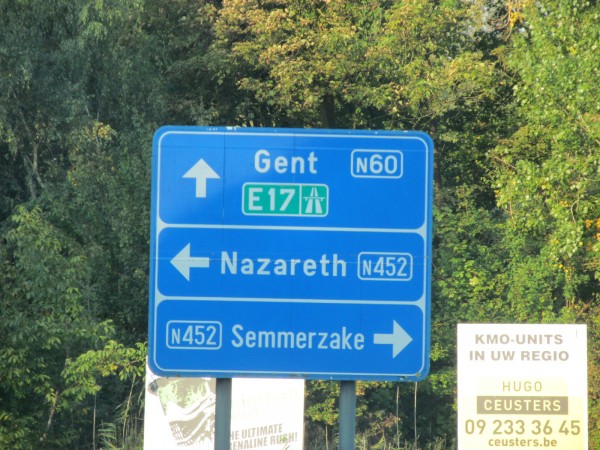 Gent N60
E17
Nazareth N452
N452 Semmerzake
KMO-UNITS
IN UW REGIO
HUGO
CEUSTERS
09 233 36 45
ceusters.be
THE ULTIMATE
RUSH!